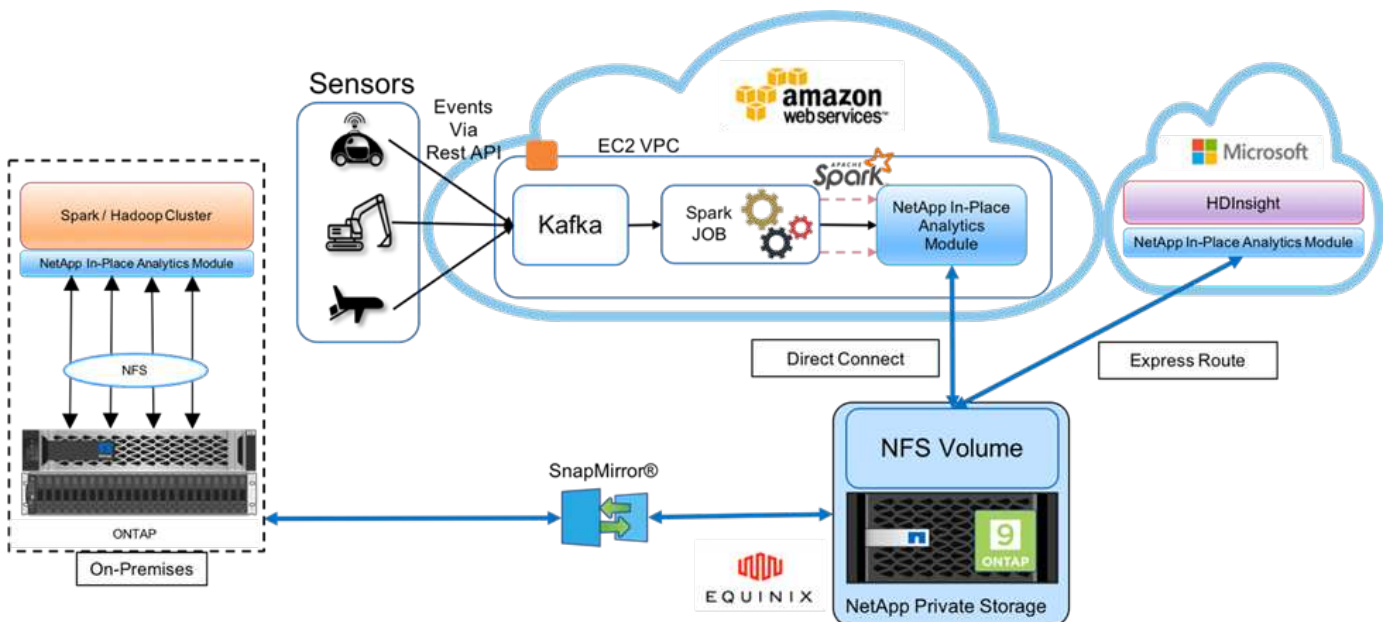 Sensors
Events
Via
Rest API
amazon
web services™
EC2 VPC
APACHE
Spark
Kafka
Spark
JOB
NetApp In-Place
Analytics
Module
Microsoft
HDInsight
NetApp In-Place Analytics Module
Spark / Hadoop Cluster
NetApp In-Place Analytics Module
NFS
ONTAP
On-Premises
Direct Connect
Express Route
SnapMirror®
EQUINIX
NFS Volume
9
ONTAP
NetApp Private Storage